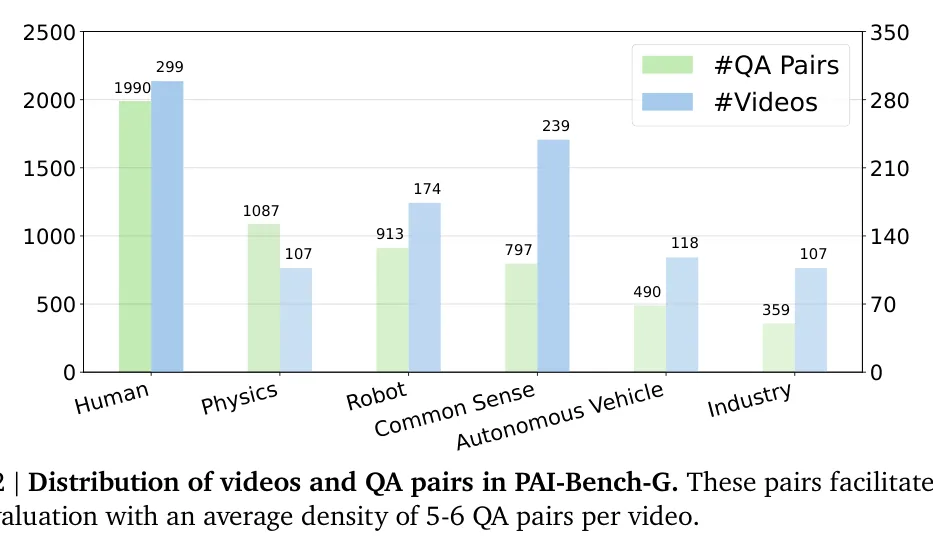 2500
2000
1500
1000
500
0
350
280
210
140
70
0
#QA Pairs
#Videos
1990
299
1087
107
913
174
797
239
490
118
359
107
Human
Physics
Robot
Common Sense
Autonomous Vehicle
Industry
2 | Distribution of videos and QA pairs in PAI-Bench-G. These pairs facilitate
valuation with an average density of 5-6 QA pairs per video.